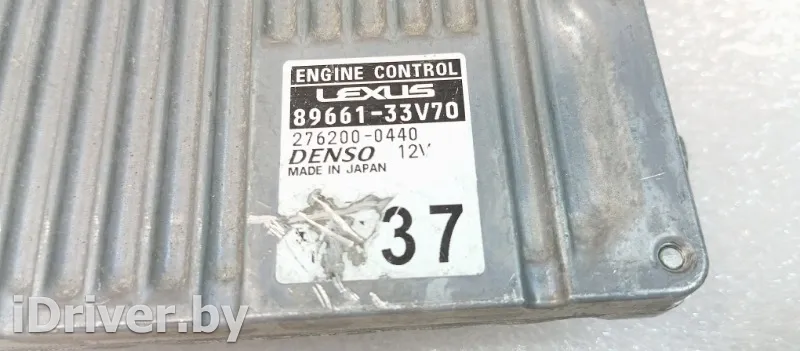 ENGINE CONTROL
LEXUS
89661-33V70
276200-0440
DENSO 12V
MADE IN JAPAN
37
iDriver.by